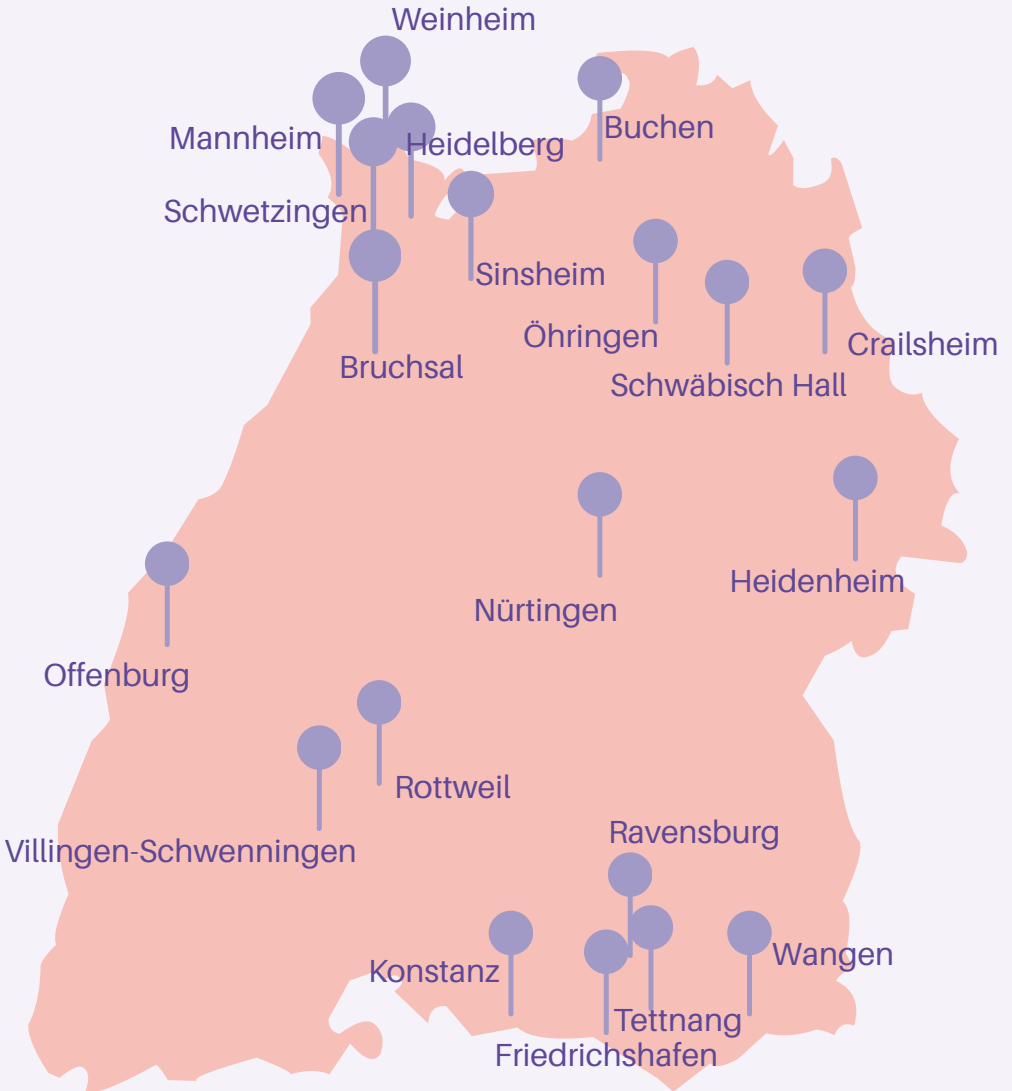 Weinheim
Buchen
Mannheim
Heidelberg
Schwetzingen
Sinsheim
Öhringen
Crailsheim
Bruchsal
Schwäbisch Hall
Heidenheim
Nürtingen
Offenburg
Rottweil
Ravensburg
Villingen-Schwenningen
Wangen
Konstanz
Tettnang
Friedrichshafen